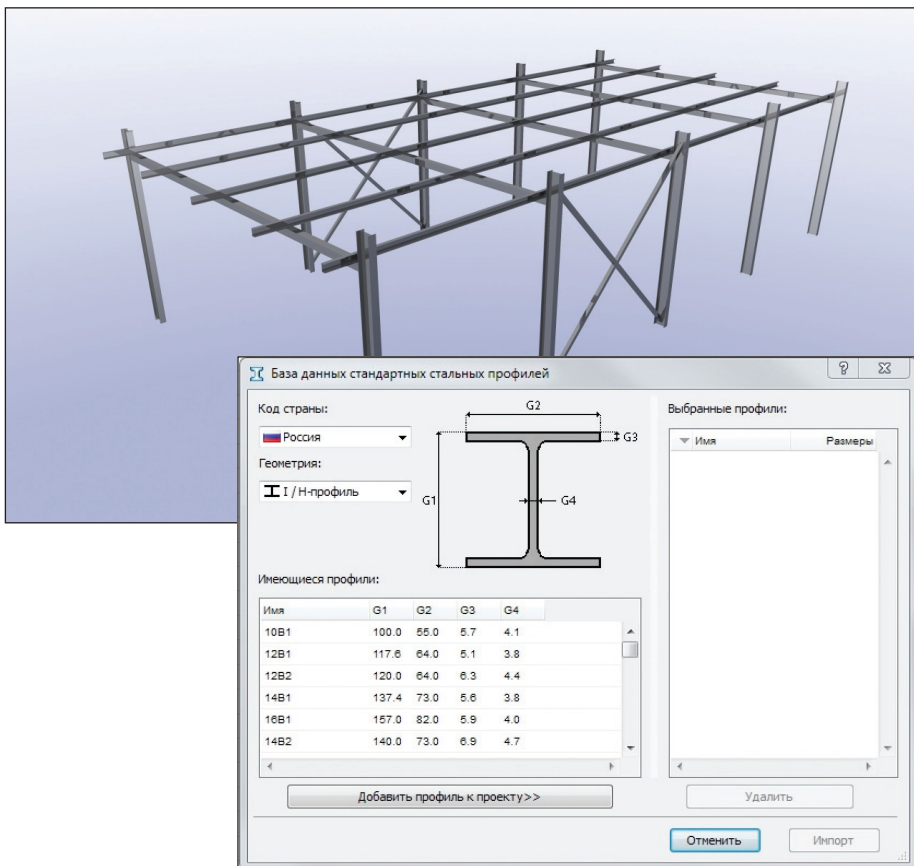 База данных стандартных стальных профилей
Код страны:
Россия
Геометрия:
I / H-профиль
G2
G3
G1
G4
Выбранные профили:
Имя Размеры
Имеющиеся профили:
Имя G1 G2 G3 G4
10B1 100.0 55.0 5.7 4.1
12B1 117.6 64.0 5.1 3.8
12B2 120.0 64.0 6.3 4.4
14B1 137.4 73.0 5.6 3.8
16B1 157.0 82.0 5.9 4.0
14B2 140.0 73.0 6.9 4.7
Добавить профиль к проекту>>
Удалить
Отменить
Импорт